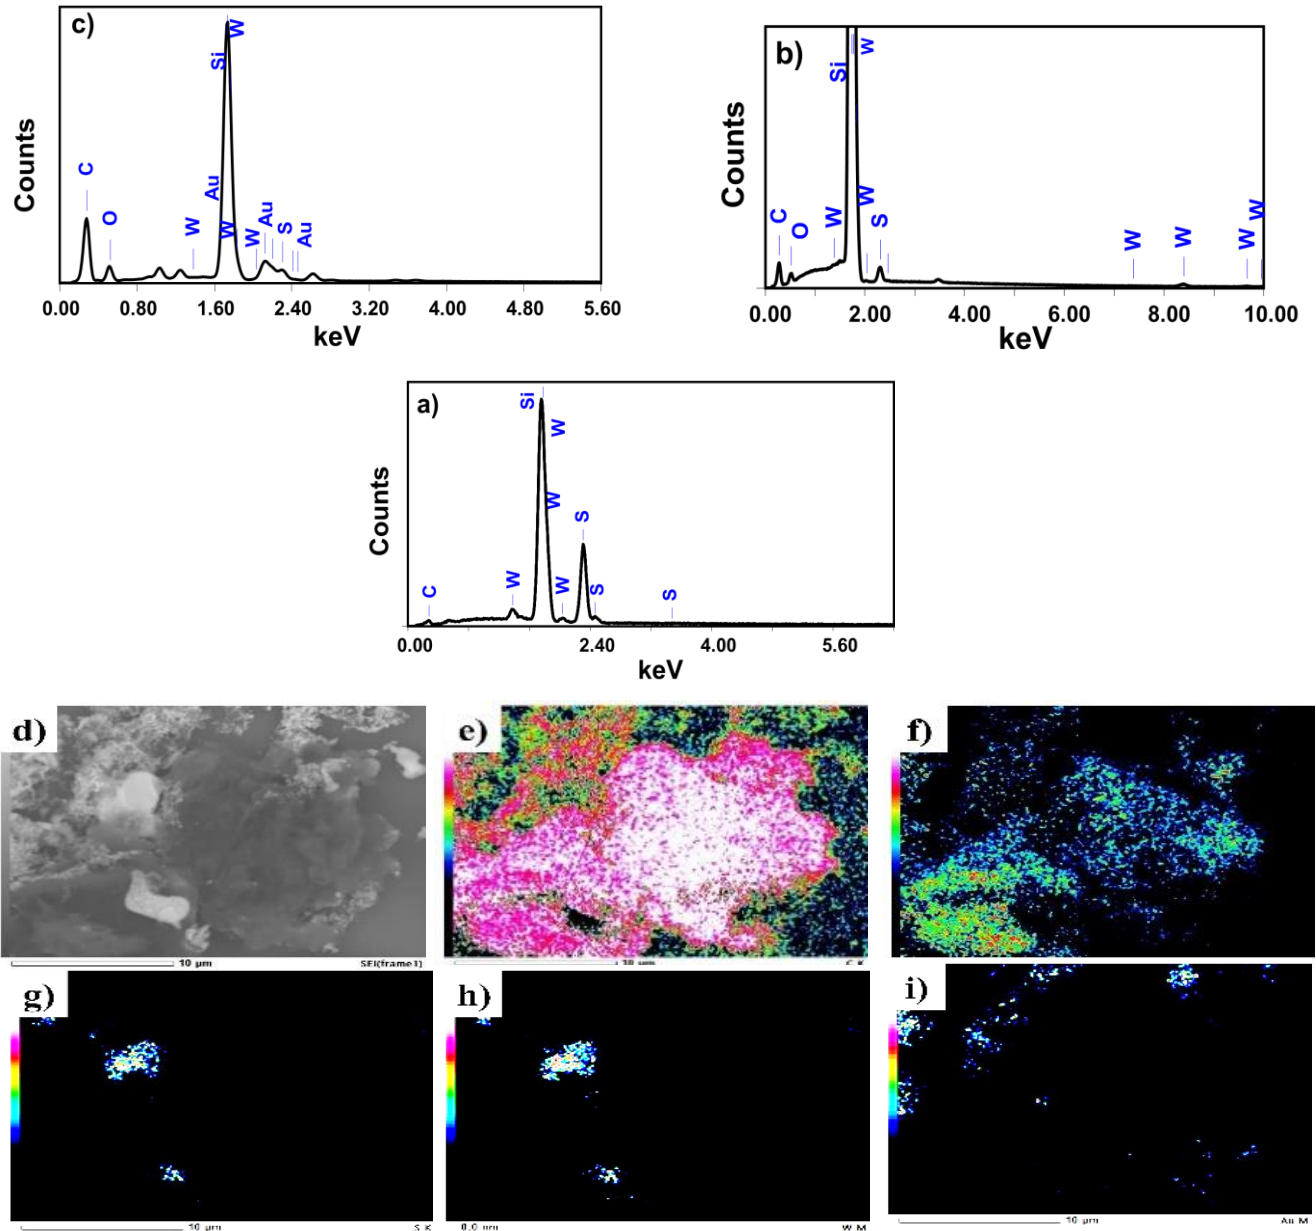 c)
W
Si
C
Au
O
W
W
W
Au
S
Au
Counts
0.00 0.80 1.60 2.40 3.20 4.00 4.80 5.60
keV
b)
W
Si
C
O
W
W
S
W
W
W
W
Counts
0.00 2.00 4.00 6.00 8.00 10.00
keV
a)
Si
W
W
S
C
W
W
S
S
Counts
0.00 2.40 4.00 5.60
keV
d)
10 μm SEI(frame1)
e)
10 μm C K
f)
g)
10 μm S K
h)
0.0 nm W M
i)
10 μm Au M